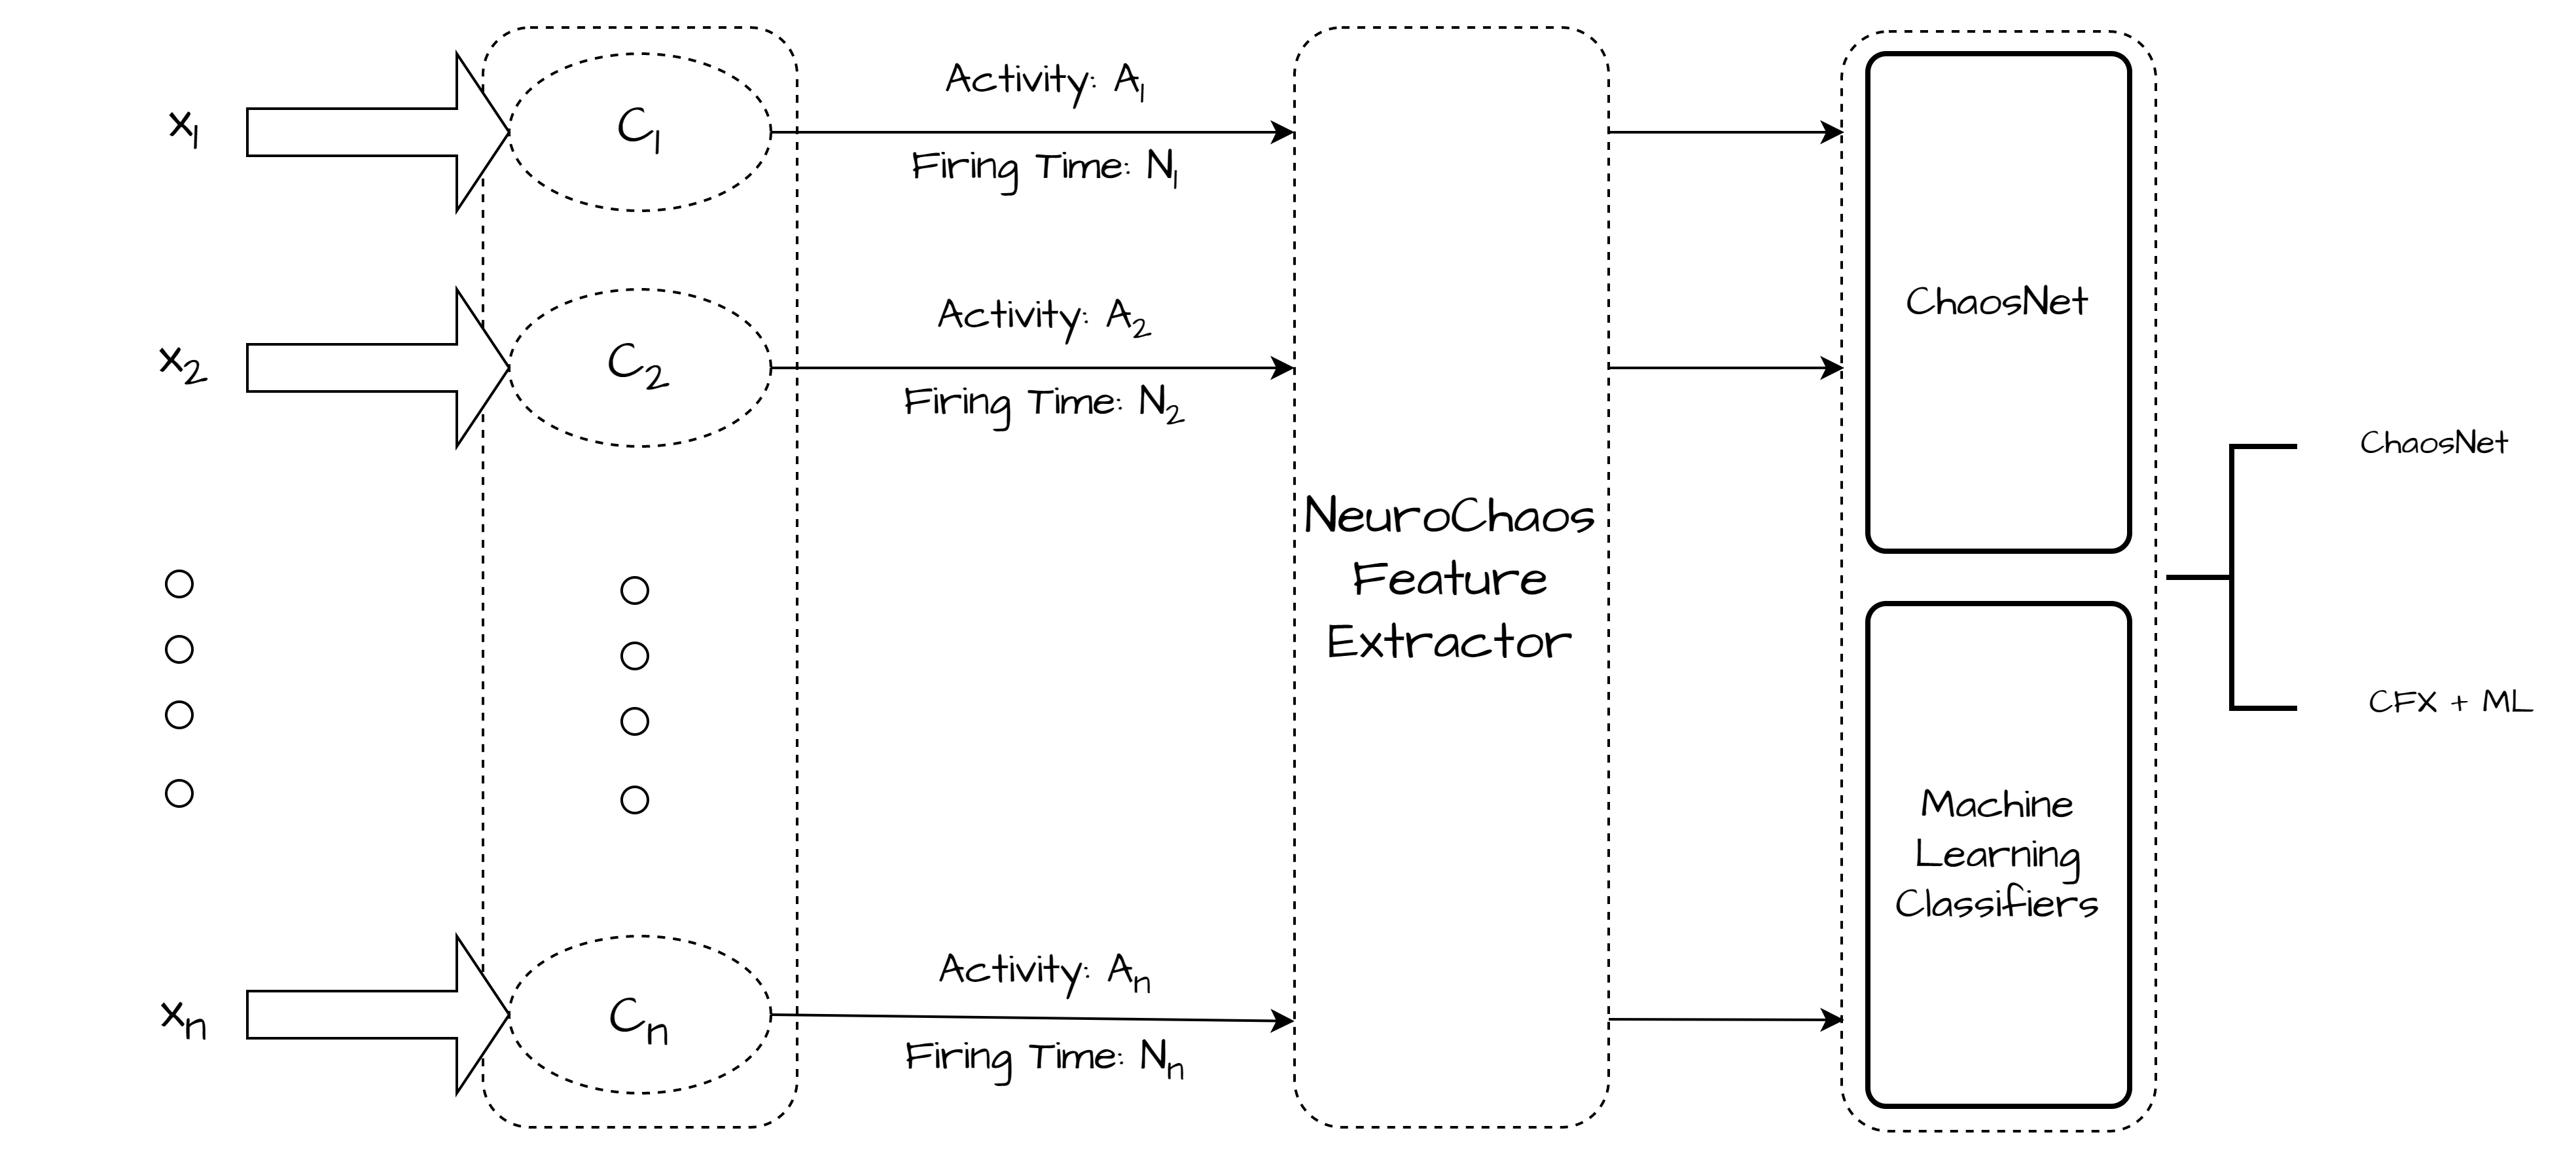 x₁
C₁
Activity: A₁
Firing Time: N₁
x₂
C₂
Activity: A₂
Firing Time: N₂
xₙ
Cₙ
Activity: Aₙ
Firing Time: Nₙ
NeuroChaos
Feature
Extractor
ChaosNet
Machine
Learning
Classifiers
ChaosNet
CFX + ML